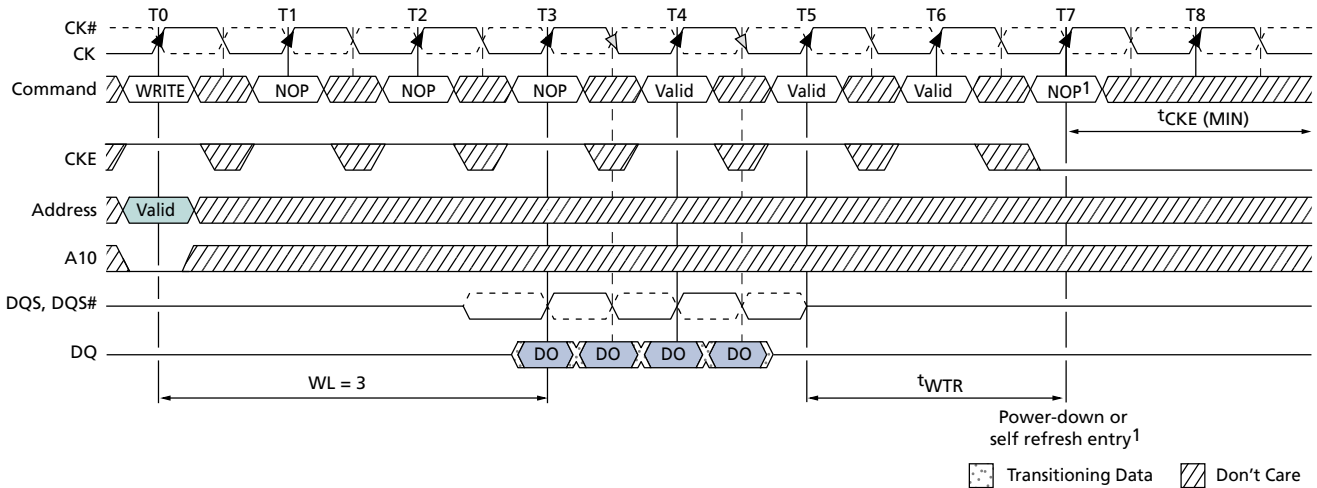 T0 T1 T2 T3 T4 T5 T6 T7 T8
CK#
CK
Command WRITE NOP NOP NOP Valid Valid Valid NOP1
tCKE (MIN)
CKE
Address Valid
A10
DQS, DQS#
DQ DO DO DO DO
WL = 3 tWTR
Power-down or
self refresh entry1
Transitioning Data Don't Care